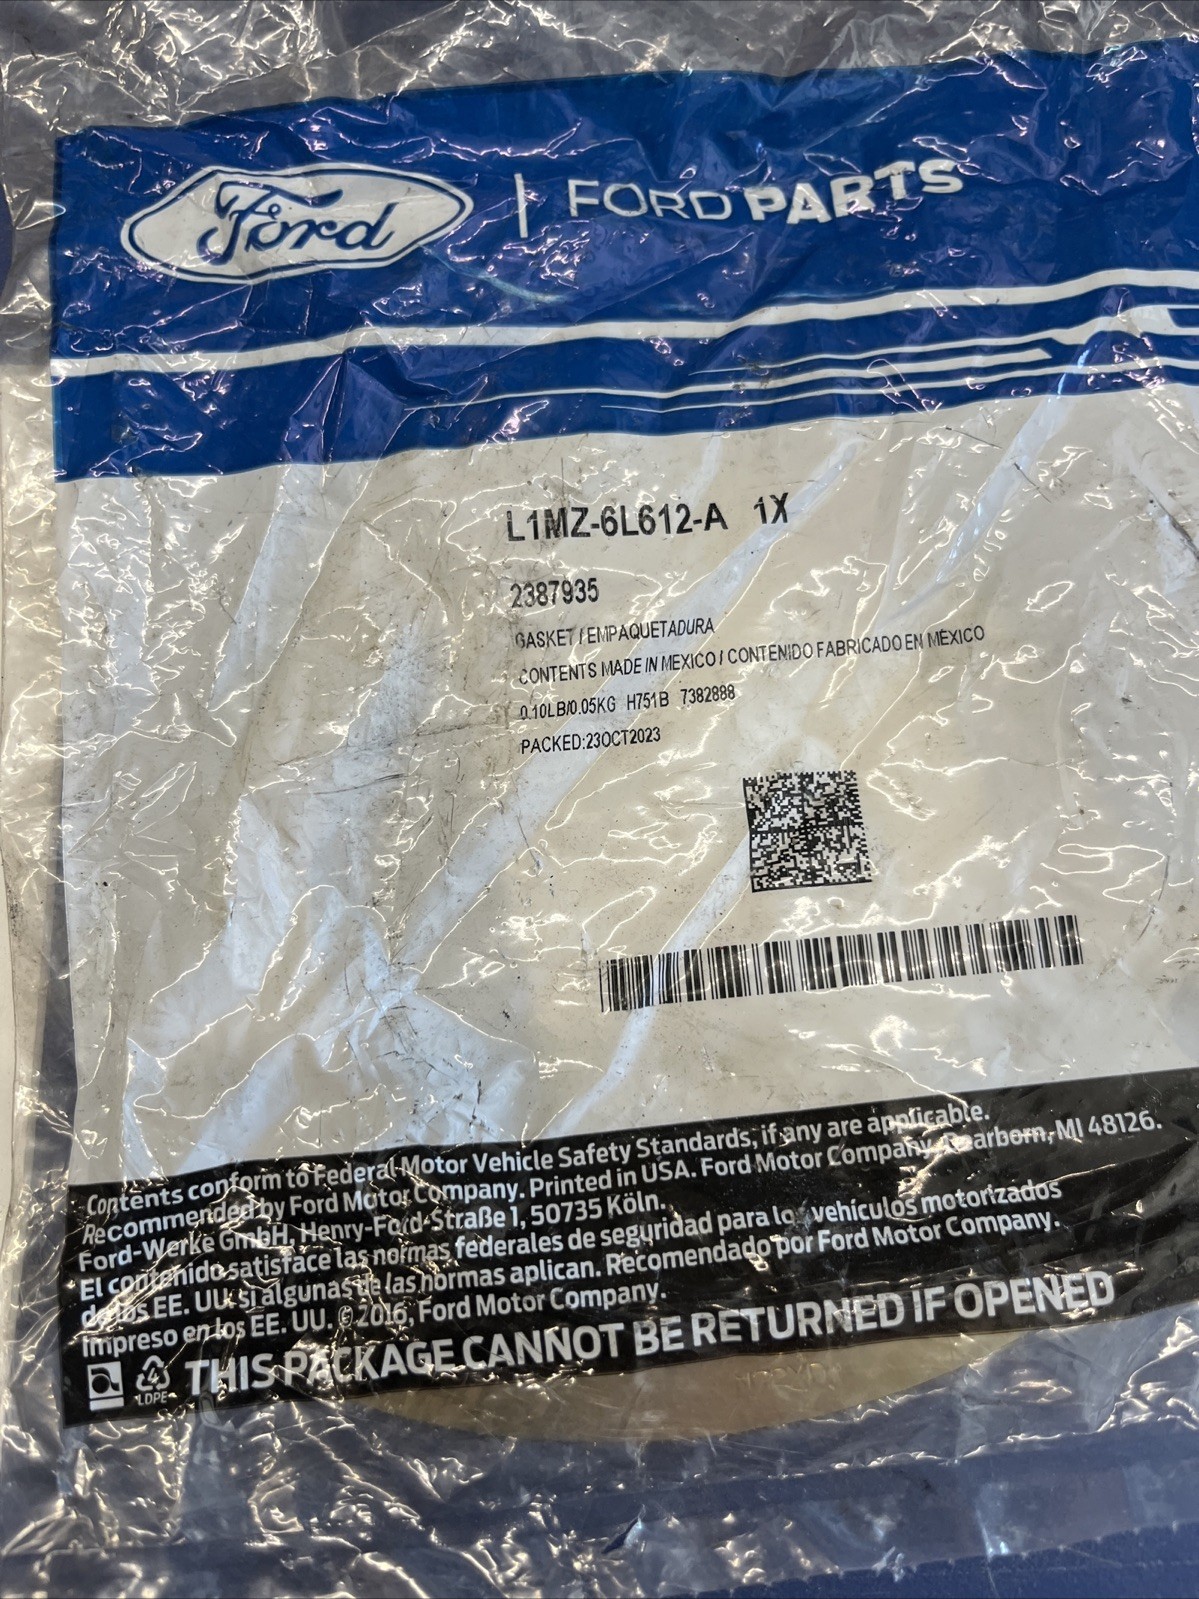 Ford | FORD PARTS
L1MZ-6L612-A 1X
2387935
GASKET / EMPAQUETADURA
CONTENTS MADE IN MEXICO / CONTENIDO FABRICADO EN MÉXICO
0.10LB/0.05KG H751B 7382888
PACKED:23OCT2023
Contents conform to Federal Motor Vehicle Safety Standards, if any are applicable.
Recommended by Ford Motor Company. Printed in USA. Ford Motor Company, Dearborn, MI 48126.
Ford-Werke GmbH, Henry-Ford-Straße 1, 50735 Köln.
El contenido satisface las normas federales de seguridad para los vehículos motorizados
de los EE. UU. si algunas de las normas aplican. Recomendado por Ford Motor Company.
Impreso en los EE. UU. © 2016, Ford Motor Company.
4 LDPE THIS PACKAGE CANNOT BE RETURNED IF OPENED